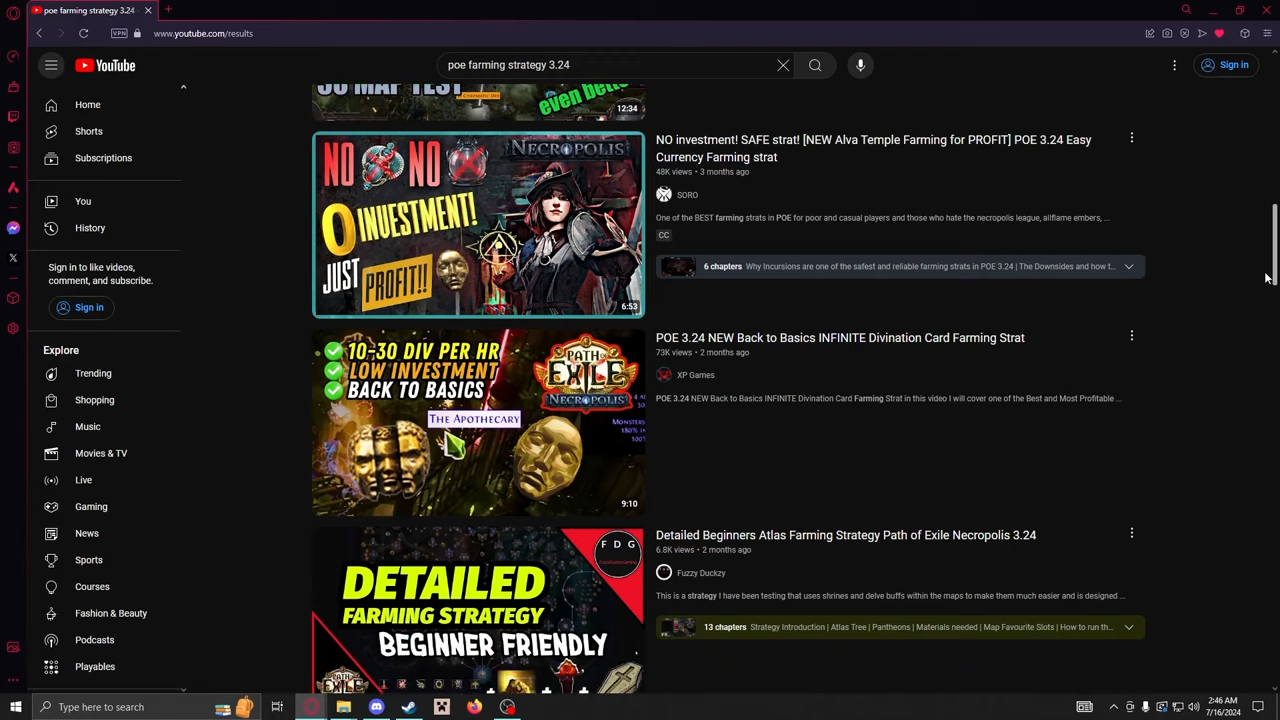 poe farming strategy 3.24
VPN
www.youtube.com/results
YouTube
poe farming strategy 3.24
Sign in
Home
Shorts
Subscriptions
You
History
Sign in to like videos,
comment, and subscribe.
Sign in
Explore
Trending
Shopping
Music
Movies & TV
Live
Gaming
News
Sports
Courses
Fashion & Beauty
Podcasts
Playables
MAP TEST
even bett
12:34
NO NO
NECROPOLIS
0 INVESTMENT!
JUST
PROFIT!!
6:53
NO investment! SAFE strat! [NEW Alva Temple Farming for PROFIT] POE 3.24 Easy
Currency Farming strat
48K views • 3 months ago
SORO
One of the BEST farming strats in POE for poor and casual players and those who hate the necropolis league, allflame embers, ...
CC
6 chapters Why Incursions are one of the safest and reliable farming strats in POE 3.24 | The Downsides and how t...
10-30 DIV PER HR
LOW INVESTMENT
BACK TO BASICS
PATH OF
EXILE
NECROPOLIS
THE APOTHECARY
MONSTERS
9:10
POE 3.24 NEW Back to Basics INFINITE Divination Card Farming Strat
73K views • 2 months ago
XP Games
POE 3.24 NEW Back to Basics INFINITE Divination Card Farming Strat in this video I will cover one of the Best and Most Profitable ...
F D G
DETAILED
FARMING STRATEGY
BEGINNER FRIENDLY
Detailed Beginners Atlas Farming Strategy Path of Exile Necropolis 3.24
6.8K views • 2 months ago
Fuzzy Duckzy
This is a strategy I have been testing that uses shrines and delve buffs within the maps to make them much easier and is designed ...
13 chapters Strategy Introduction | Atlas Tree | Pantheons | Materials needed | Map Favourite Slots | How to run th...
Type here to search
2:46 AM
7/16/2024